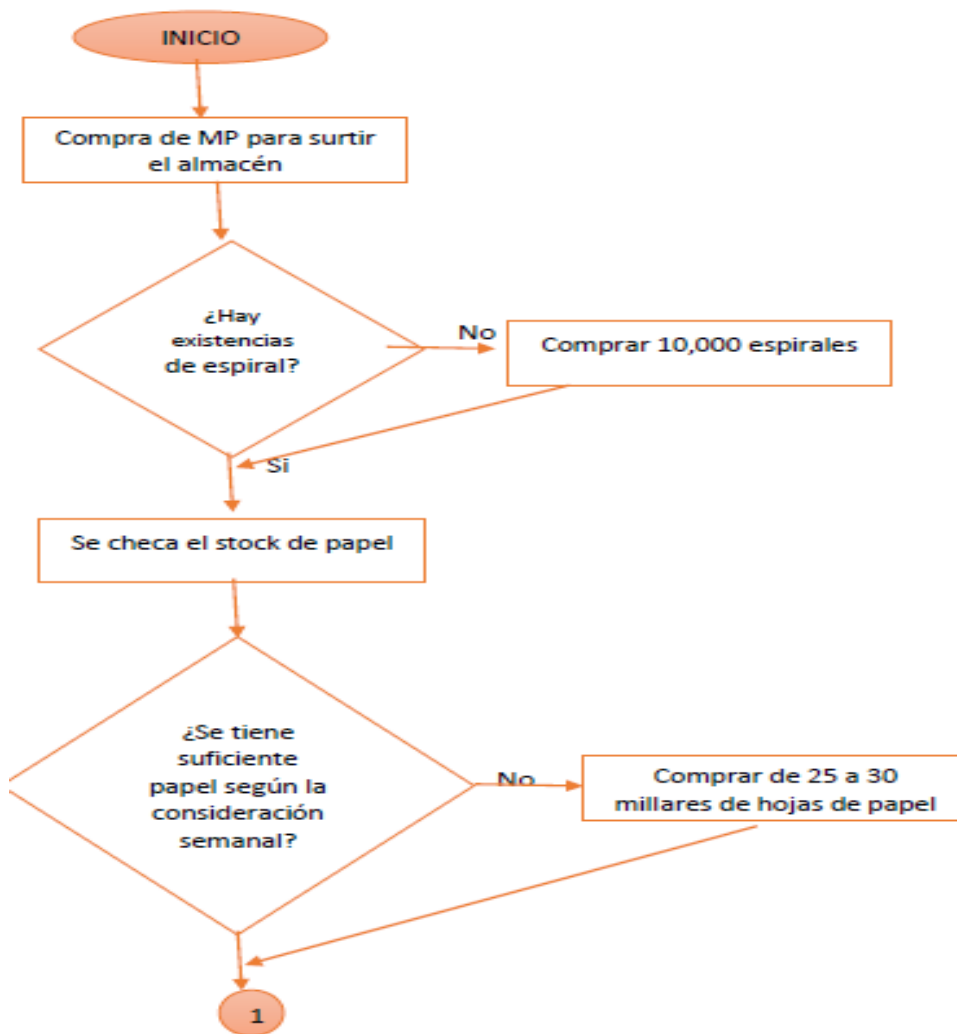 INICIO
Compra de MP para surtir
el almacén
¿Hay
existencias
de espiral?
No
Comprar 10,000 espirales
Si
Se checa el stock de papel
¿Se tiene
suficiente
papel según la
consideración
semanal?
No
Comprar de 25 a 30
millares de hojas de papel
1